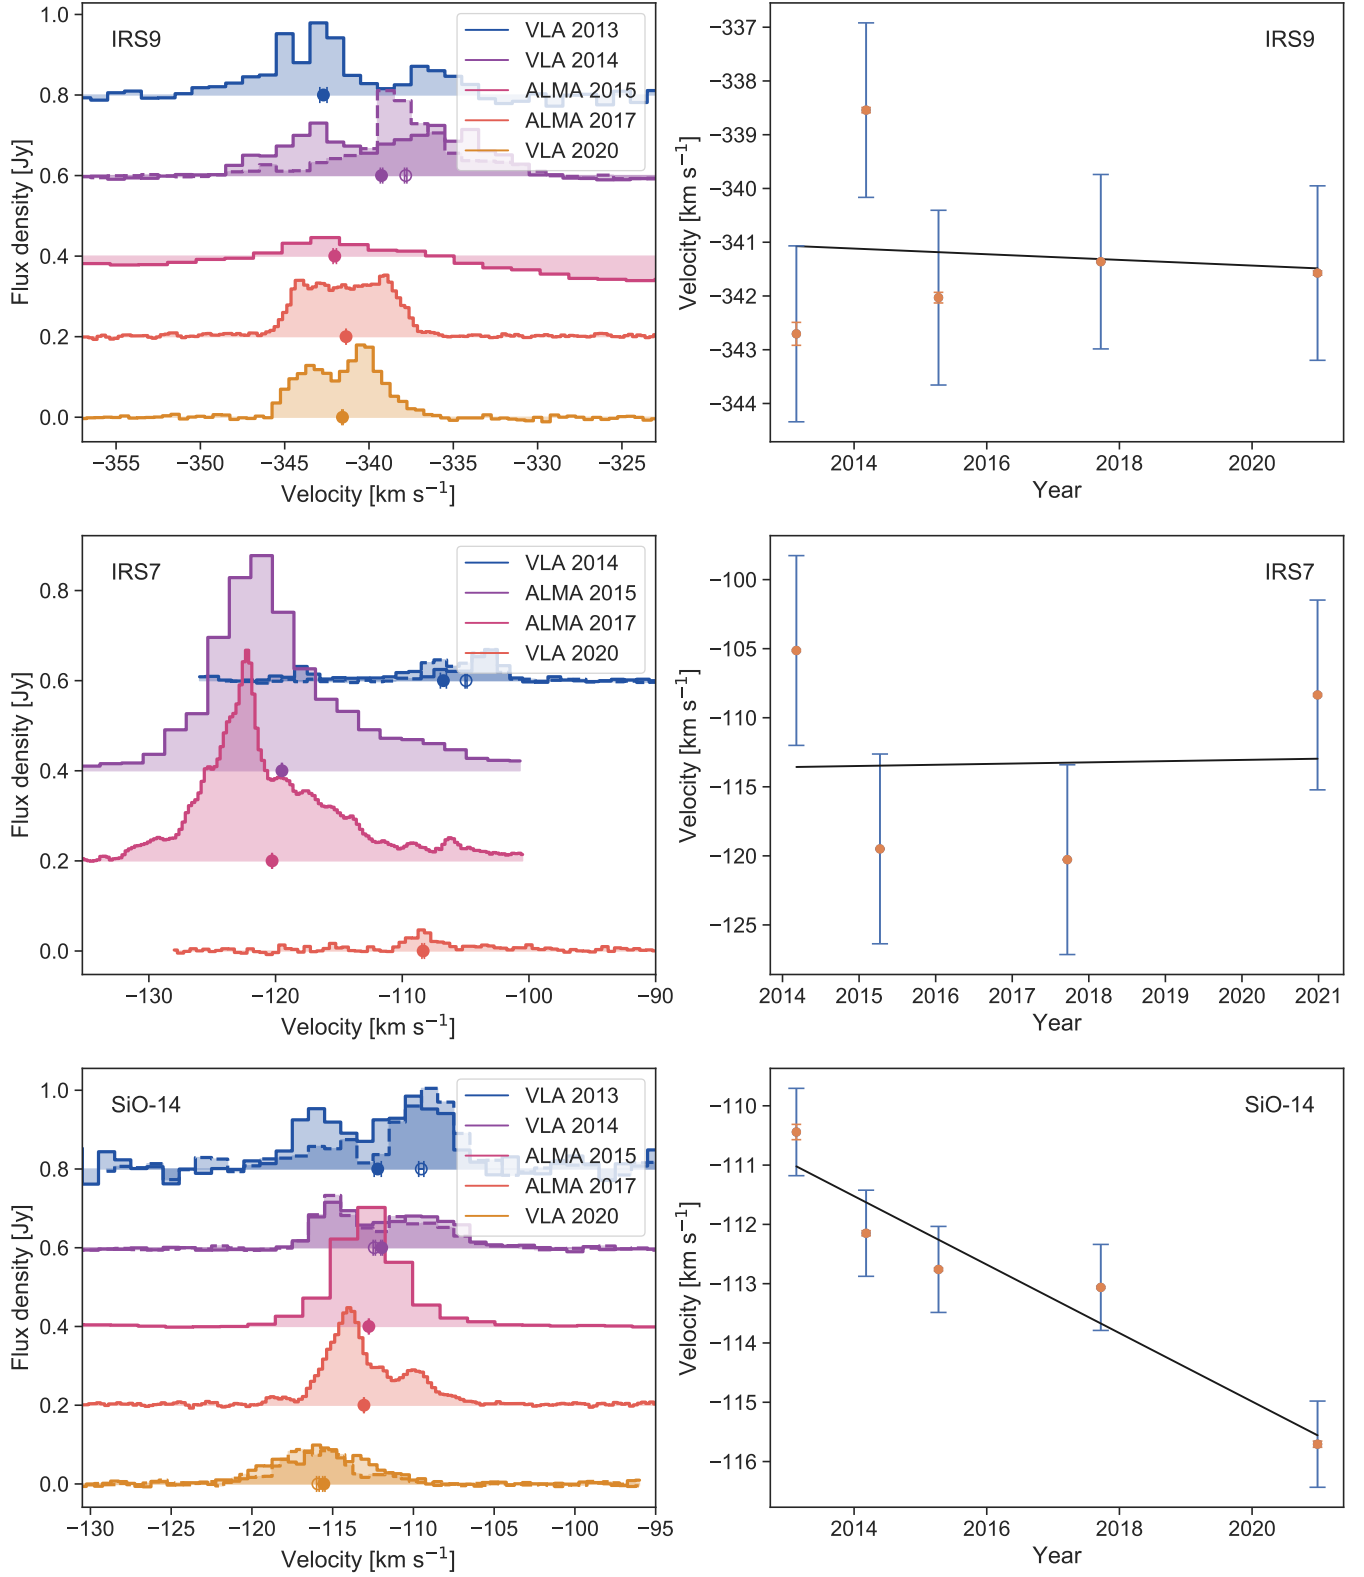 IRS9
VLA 2013
VLA 2014
ALMA 2015
ALMA 2017
VLA 2020
1.0
0.8
0.6
0.4
0.2
0.0
Flux density [Jy]
−355 −350 −345 −340 −335 −330 −325
Velocity [km s−1]
IRS9
−337
−338
−339
−340
−341
−342
−343
−344
Velocity [km s−1]
2014 2016 2018 2020
Year
IRS7
VLA 2014
ALMA 2015
ALMA 2017
VLA 2020
0.8
0.6
0.4
0.2
0.0
Flux density [Jy]
−130 −120 −110 −100 −90
Velocity [km s−1]
IRS7
−100
−105
−110
−115
−120
−125
Velocity [km s−1]
2014 2015 2016 2017 2018 2019 2020 2021
Year
SiO-14
VLA 2013
VLA 2014
ALMA 2015
ALMA 2017
VLA 2020
1.0
0.8
0.6
0.4
0.2
0.0
Flux density [Jy]
−130 −125 −120 −115 −110 −105 −100 −95
Velocity [km s−1]
SiO-14
−110
−111
−112
−113
−114
−115
−116
Velocity [km s−1]
2014 2016 2018 2020
Year